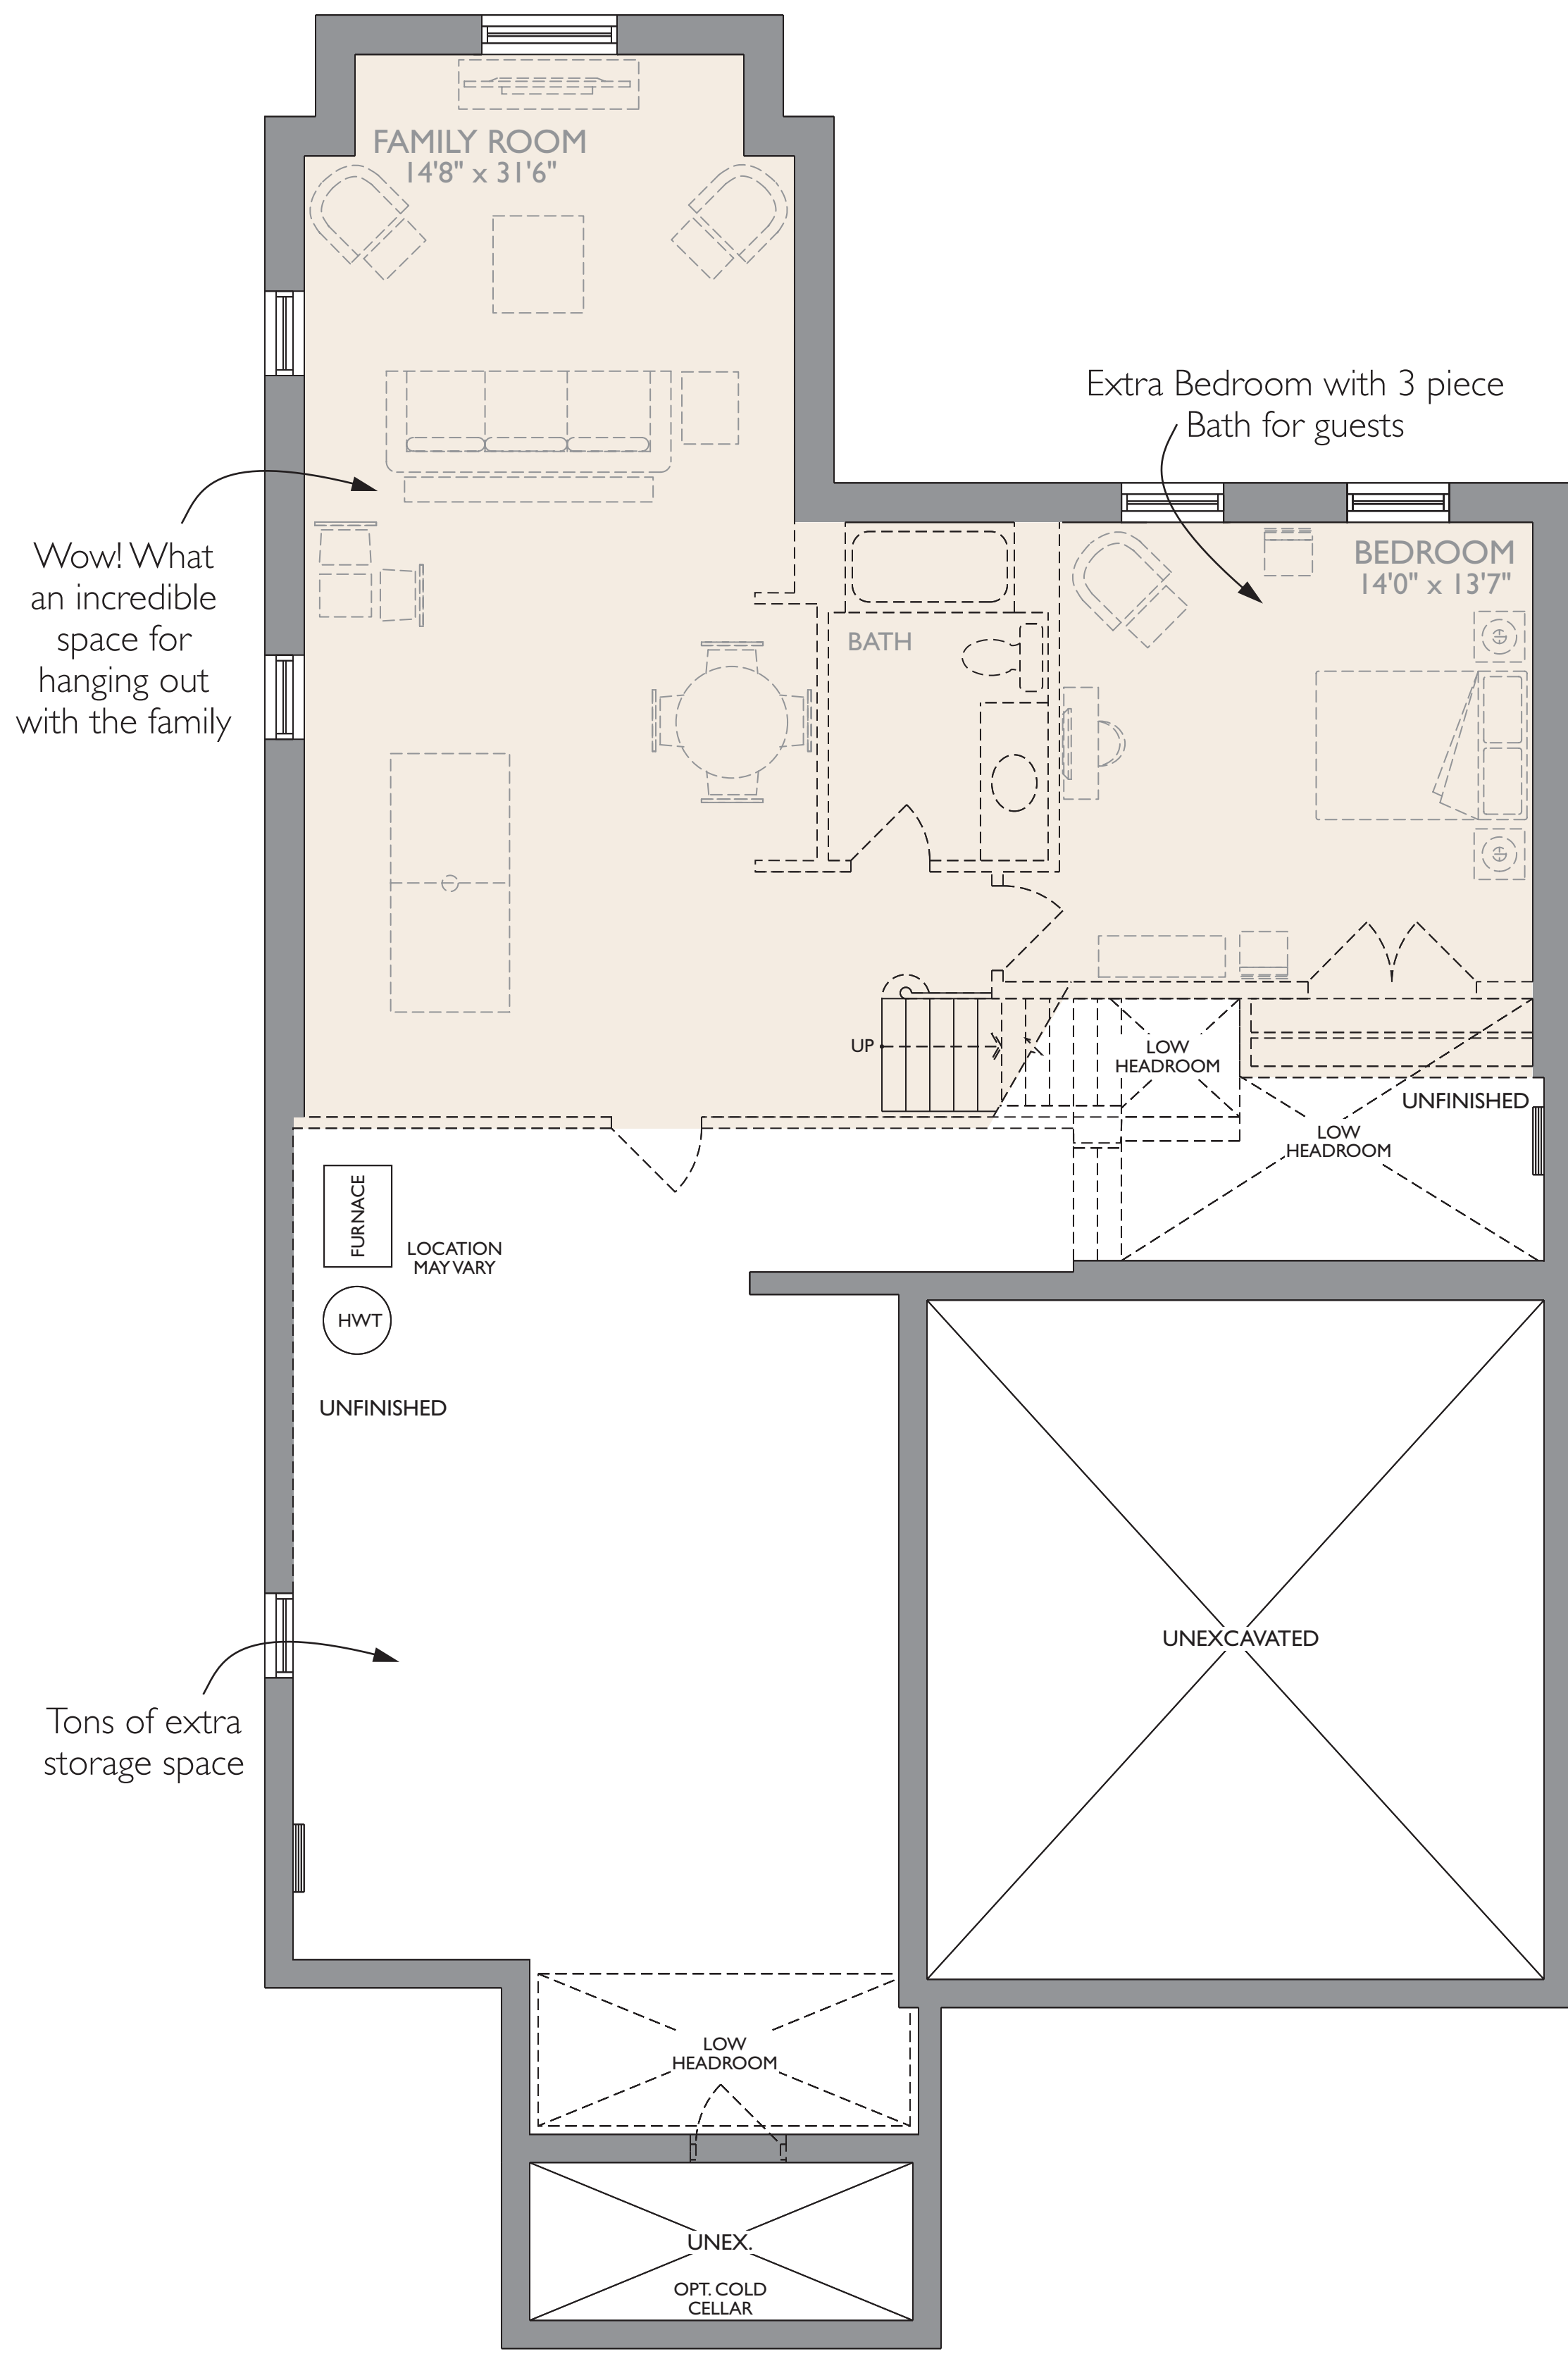 FAMILY ROOM
14'8" x 31'6"
Extra Bedroom with 3 piece
Bath for guests
Wow! What
an incredible
space for
hanging out
with the family
BEDROOM
14'0" x 13'7"
BATH
UP
LOW
HEADROOM
UNFINISHED
LOW
HEADROOM
FURNACE
LOCATION
MAY VARY
HWT
UNFINISHED
UNEXCAVATED
Tons of extra
storage space
LOW
HEADROOM
UNEX.
OPT. COLD
CELLAR